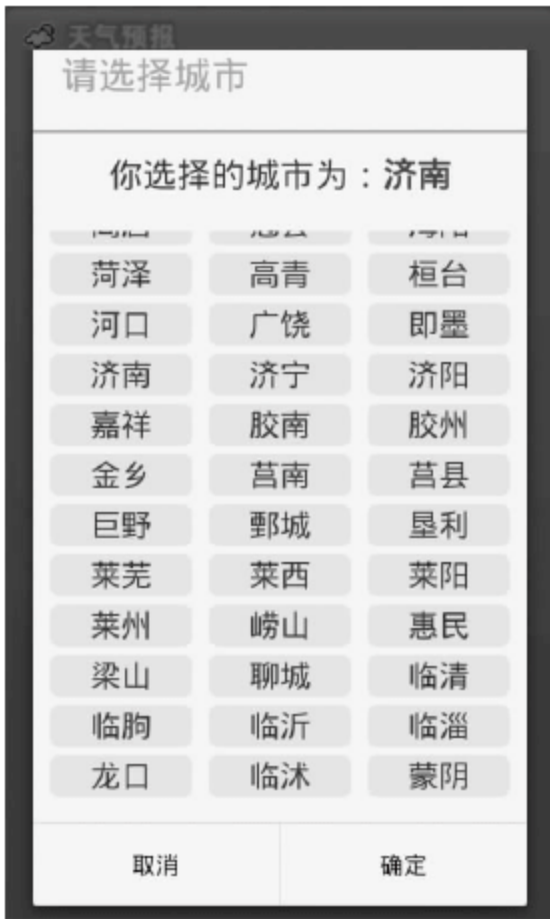 天气预报
请选择城市
你选择的城市为：济南
菏泽 高青 桓台
河口 广饶 即墨
济南 济宁 济阳
嘉祥 胶南 胶州
金乡 莒南 莒县
巨野 鄄城 垦利
莱芜 莱西 莱阳
莱州 崂山 惠民
梁山 聊城 临清
临朐 临沂 临淄
龙口 临沭 蒙阴
取消 确定